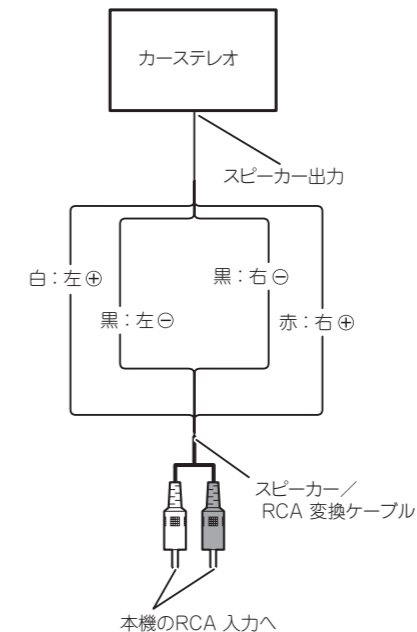 カーステレオ
スピーカー出力
白：左⊕
黒：右⊖
黒：左⊖
赤：右⊕
スピーカー／
RCA 変換ケーブル
本機のRCA 入力へ